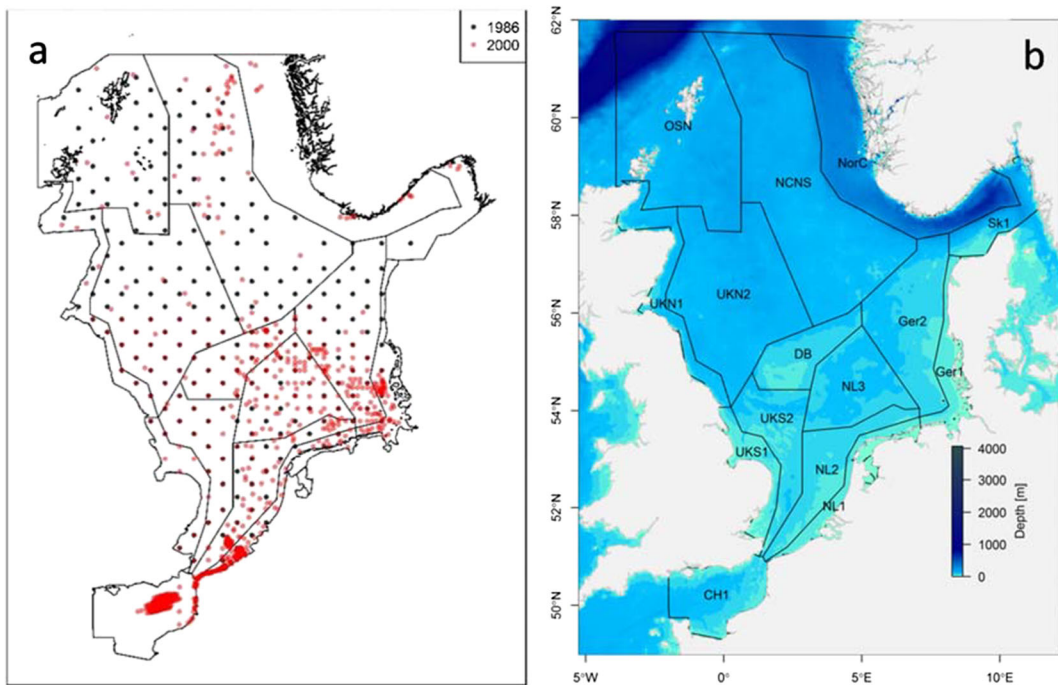 a
1986
2000
b
62°N
60°N
58°N
56°N
54°N
52°N
50°N
5°W
0°
5°E
10°E
OSN
NorC
NCNS
Sk1
UKN1
UKN2
Ger2
DB
Ger1
NL3
UKS2
UKS1
NL2
NL1
CH1
4000
3000
2000
1000
0
Depth [m]